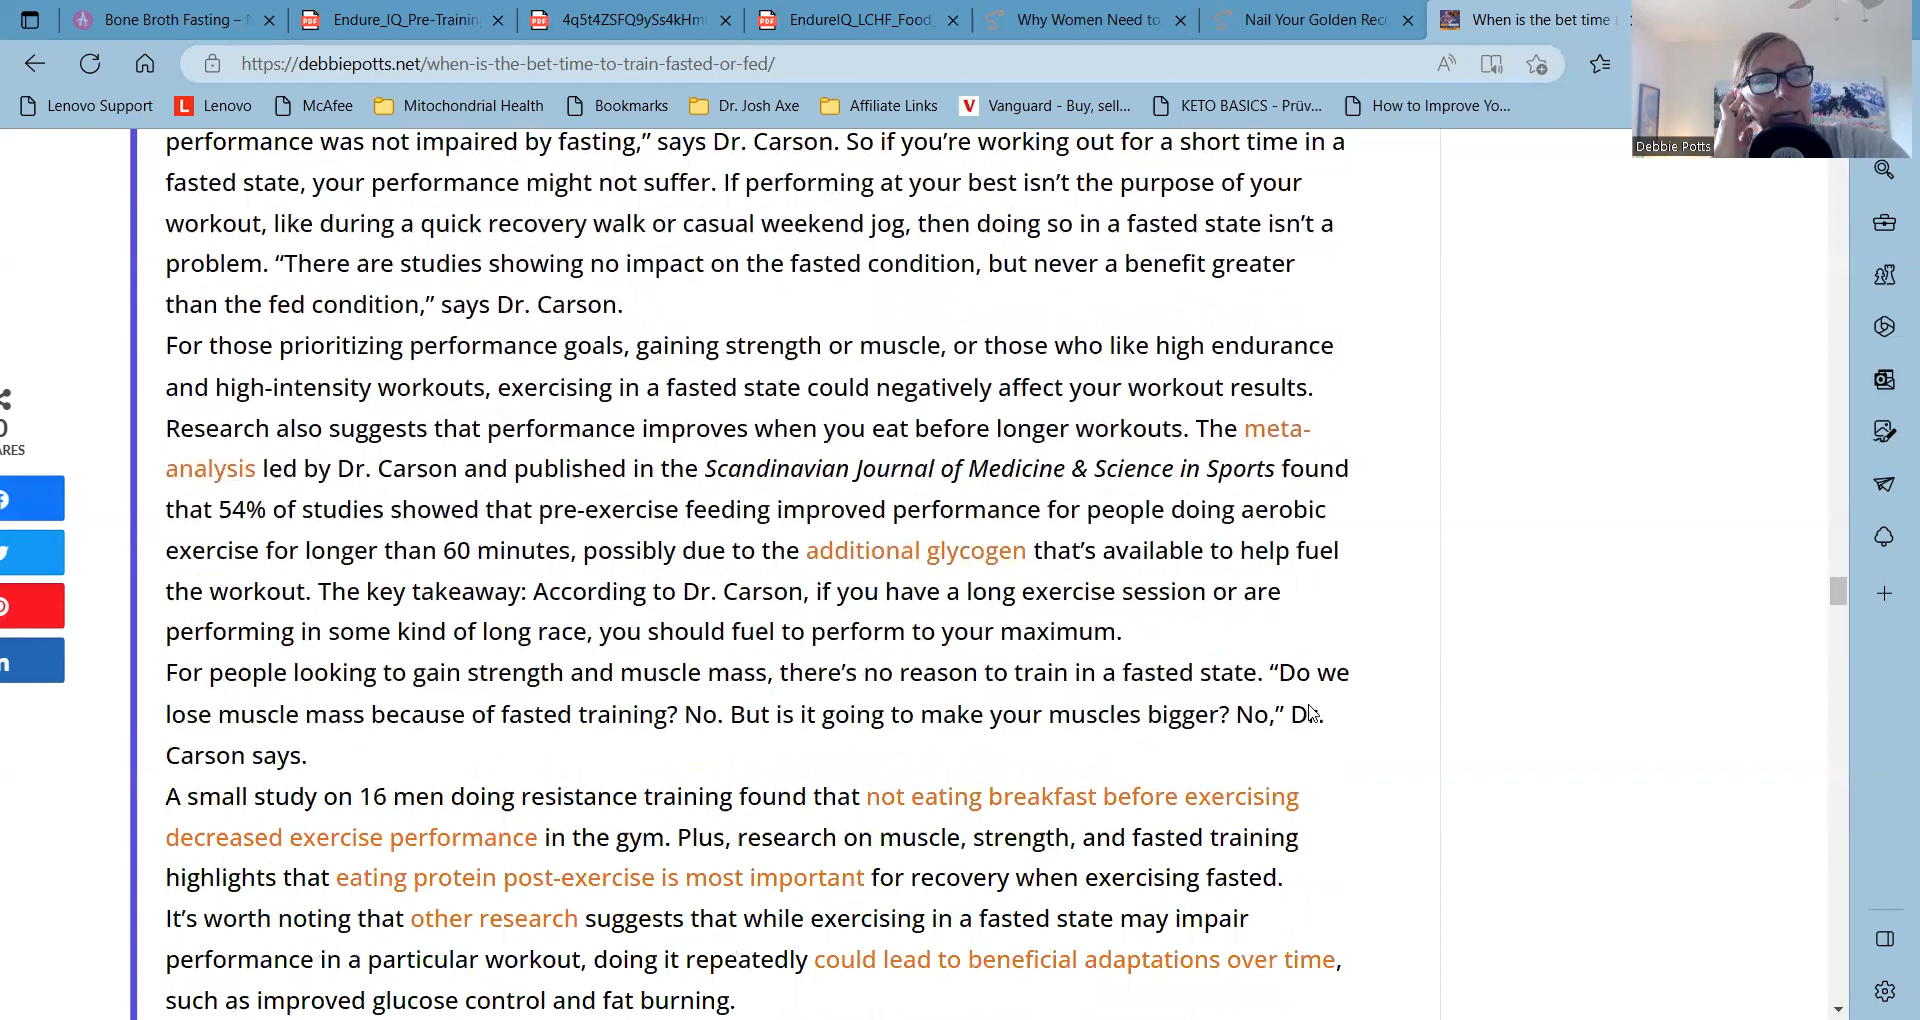 Bone Broth Fasting –
Endure_IQ_Pre-Training
4q5t4ZSFQ9ySs4kHm
EndureIQ_LCHF_Food_
Why Women Need to
Nail Your Golden Rec
When is the bet time
https://debbiepotts.net/when-is-the-bet-time-to-train-fasted-or-fed/
Lenovo Support
L Lenovo
McAfee
Mitochondrial Health
Bookmarks
Dr. Josh Axe
Affiliate Links
V Vanguard - Buy, sell...
KETO BASICS - Prüv...
How to Improve Yo...
Debbie Potts
performance was not impaired by fasting,” says Dr. Carson. So if you’re working out for a short time in a
fasted state, your performance might not suffer. If performing at your best isn’t the purpose of your
workout, like during a quick recovery walk or casual weekend jog, then doing so in a fasted state isn’t a
problem. “There are studies showing no impact on the fasted condition, but never a benefit greater
than the fed condition,” says Dr. Carson.
For those prioritizing performance goals, gaining strength or muscle, or those who like high endurance
and high-intensity workouts, exercising in a fasted state could negatively affect your workout results.
Research also suggests that performance improves when you eat before longer workouts. The meta-
analysis led by Dr. Carson and published in the Scandinavian Journal of Medicine & Science in Sports found
that 54% of studies showed that pre-exercise feeding improved performance for people doing aerobic
exercise for longer than 60 minutes, possibly due to the additional glycogen that’s available to help fuel
the workout. The key takeaway: According to Dr. Carson, if you have a long exercise session or are
performing in some kind of long race, you should fuel to perform to your maximum.
For people looking to gain strength and muscle mass, there’s no reason to train in a fasted state. “Do we
lose muscle mass because of fasted training? No. But is it going to make your muscles bigger? No,” Dr.
Carson says.
A small study on 16 men doing resistance training found that not eating breakfast before exercising
decreased exercise performance in the gym. Plus, research on muscle, strength, and fasted training
highlights that eating protein post-exercise is most important for recovery when exercising fasted.
It’s worth noting that other research suggests that while exercising in a fasted state may impair
performance in a particular workout, doing it repeatedly could lead to beneficial adaptations over time,
such as improved glucose control and fat burning.
0
ARES